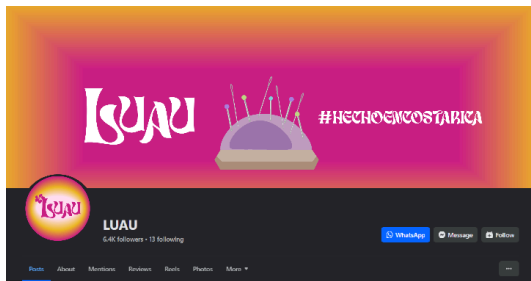 LUAU
#HECHOENCOSTARICA
LUAU
LUAU
6.4K followers • 13 following
WhatsApp
Message
Follow
Posts
About
Mentions
Reviews
Reels
Photos
More